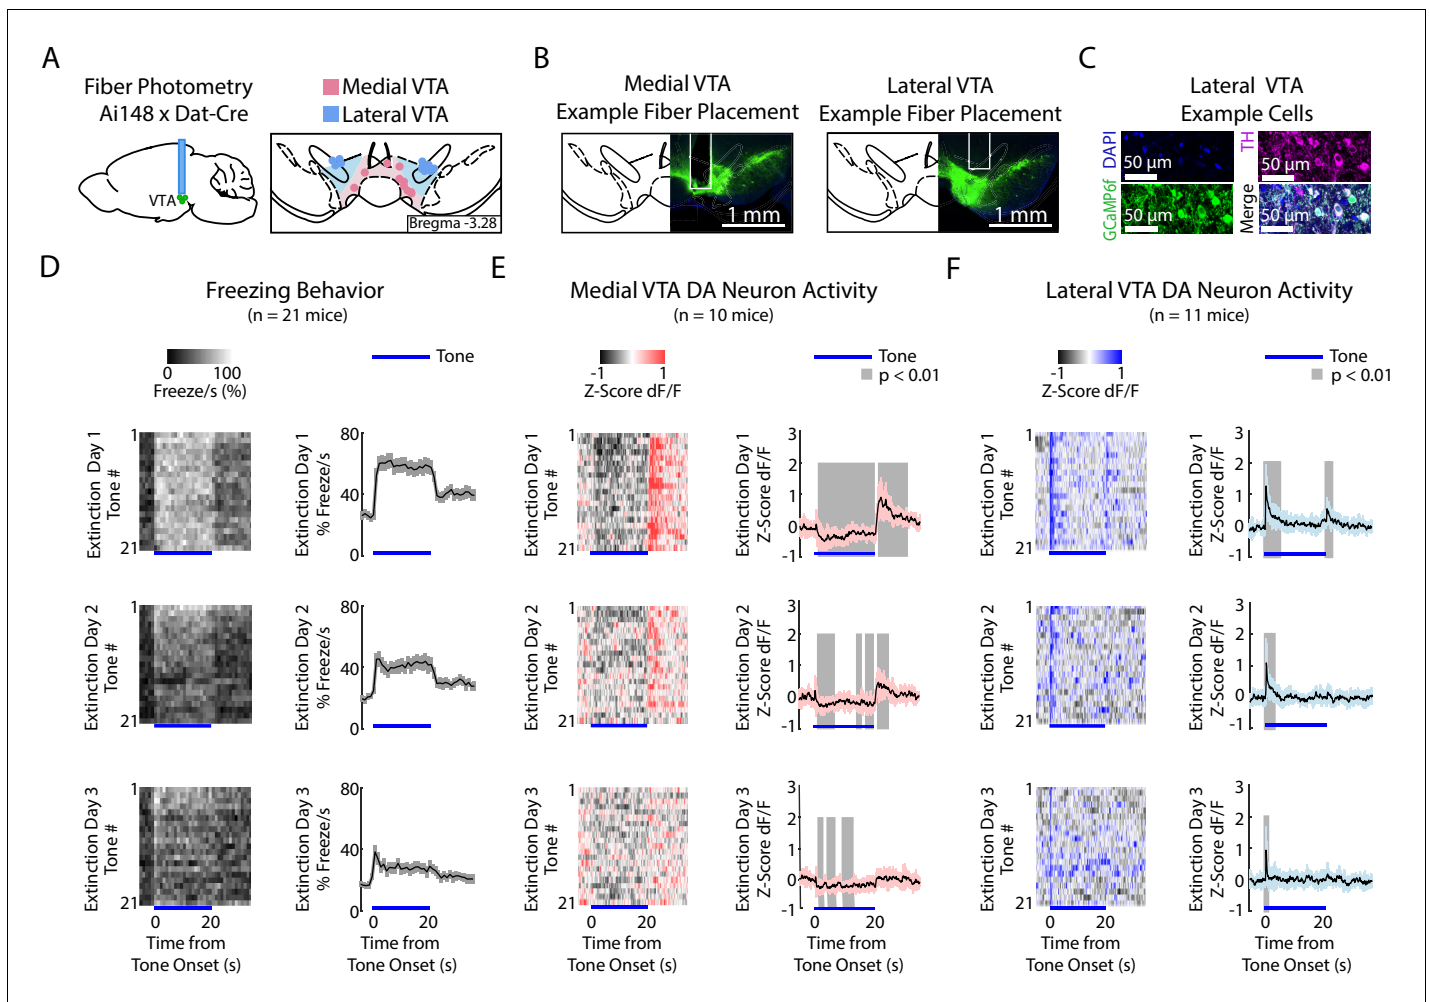 A
Fiber Photometry
Ai148 x Dat-Cre
VTA
Medial VTA
Lateral VTA
Bregma -3.28
B
Medial VTA
Example Fiber Placement
1 mm
Lateral VTA
Example Fiber Placement
1 mm
C
Lateral VTA
Example Cells
DAPI
50 µm
TH
50 µm
GCaMP6f
50 µm
Merge
50 µm
D
Freezing Behavior
(n = 21 mice)
0 100
Freeze/s (%)
Tone
Extinction Day 1
Tone #
1
21
% Freeze/s
80
40
0
Extinction Day 2
Tone #
1
21
% Freeze/s
80
40
0
Extinction Day 3
Tone #
1
21
0 20
Time from
Tone Onset (s)
% Freeze/s
80
40
0
0 20
Time from
Tone Onset (s)
E
Medial VTA DA Neuron Activity
(n = 10 mice)
-1 1
Z-Score dF/F
Tone
p < 0.01
Extinction Day 1
Tone #
1
21
Extinction Day 1
Z-Score dF/F
3
2
1
0
-1
Extinction Day 2
Tone #
1
21
Extinction Day 2
Z-Score dF/F
3
2
1
0
-1
Extinction Day 3
Tone #
1
21
0 20
Time from
Tone Onset (s)
Extinction Day 3
Z-Score dF/F
3
2
1
0
-1
0 20
Time from
Tone Onset (s)
F
Lateral VTA DA Neuron Activity
(n = 11 mice)
-1 1
Z-Score dF/F
Tone
p < 0.01
Extinction Day 1
Tone #
1
21
Extinction Day 1
Z-Score dF/F
3
2
1
0
-1
Extinction Day 2
Tone #
1
21
Extinction Day 2
Z-Score dF/F
3
2
1
0
-1
Extinction Day 3
Tone #
1
21
0 20
Time from
Tone Onset (s)
Extinction Day 3
Z-Score dF/F
3
2
1
0
-1
0 20
Time from
Tone Onset (s)